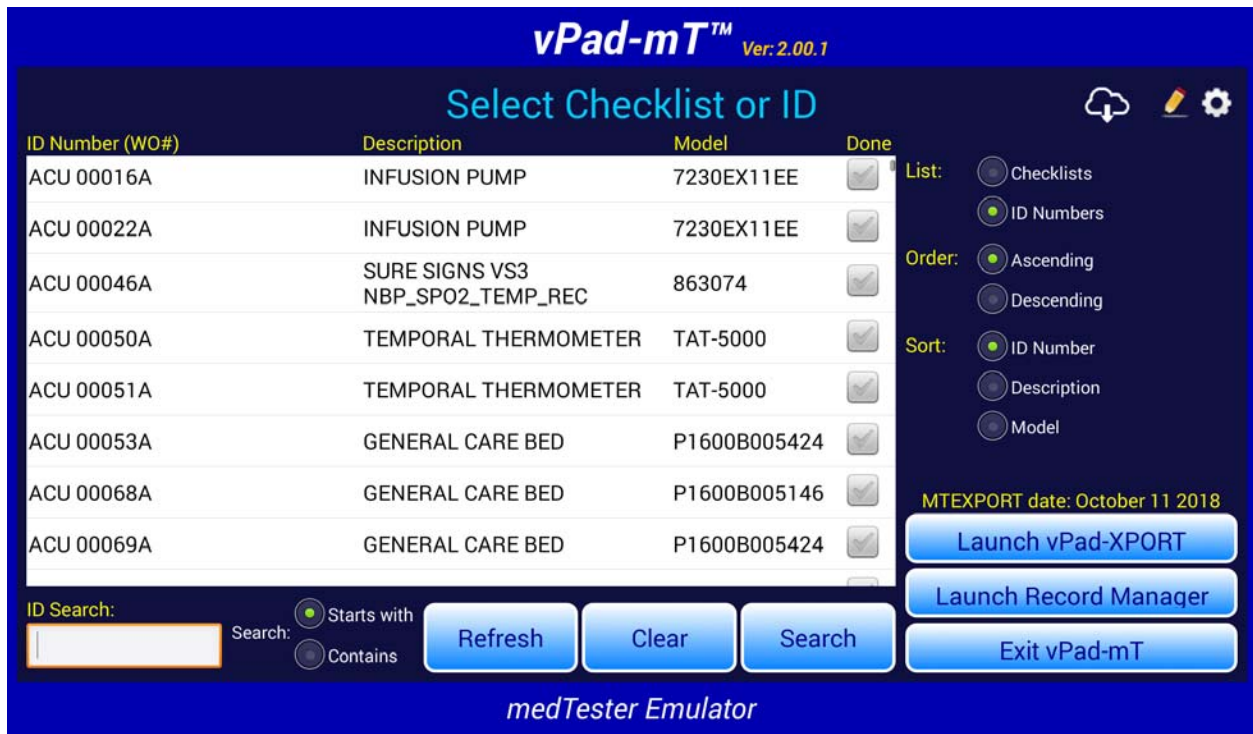 vPad-mT™ Ver: 2.00.1
Select Checklist or ID
ID Number (WO#) Description Model Done
ACU 00016A INFUSION PUMP 7230EX11EE
ACU 00022A INFUSION PUMP 7230EX11EE
ACU 00046A SURE SIGNS VS3 NBP_SPO2_TEMP_REC 863074
ACU 00050A TEMPORAL THERMOMETER TAT-5000
ACU 00051A TEMPORAL THERMOMETER TAT-5000
ACU 00053A GENERAL CARE BED P1600B005424
ACU 00068A GENERAL CARE BED P1600B005146
ACU 00069A GENERAL CARE BED P1600B005424
List: Checklists
ID Numbers
Order: Ascending
Descending
Sort: ID Number
Description
Model
MTEXPORT date: October 11 2018
Launch vPad-XPORT
Launch Record Manager
Exit vPad-mT
ID Search:
Search: Starts with
Contains
Refresh Clear Search
medTester Emulator